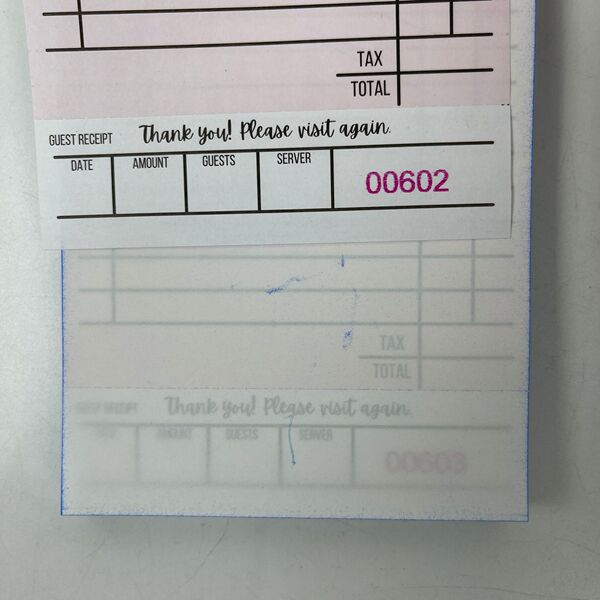 TAX
TOTAL
GUEST RECEIPT Thank you! Please visit again.
DATE AMOUNT GUESTS SERVER
00602
TAX
TOTAL
GUEST RECEIPT Thank you! Please visit again.
DATE AMOUNT GUESTS SERVER
00603